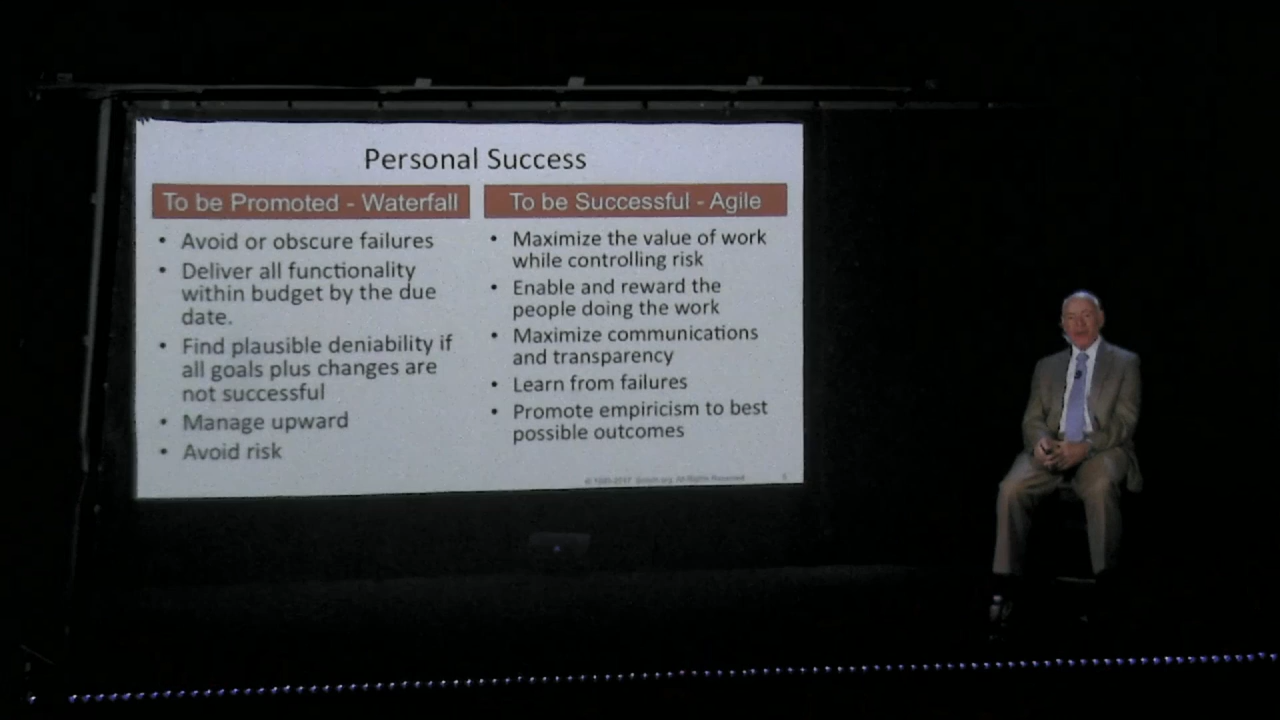 Personal Success
To be Promoted - Waterfall
• Avoid or obscure failures
• Deliver all functionality
within budget by the due
date.
• Find plausible deniability if
all goals plus changes are
not successful
• Manage upward
• Avoid risk
To be Successful - Agile
• Maximize the value of work
while controlling risk
• Enable and reward the
people doing the work
• Maximize communications
and transparency
• Learn from failures
• Promote empiricism to best
possible outcomes
All Rights Reserved